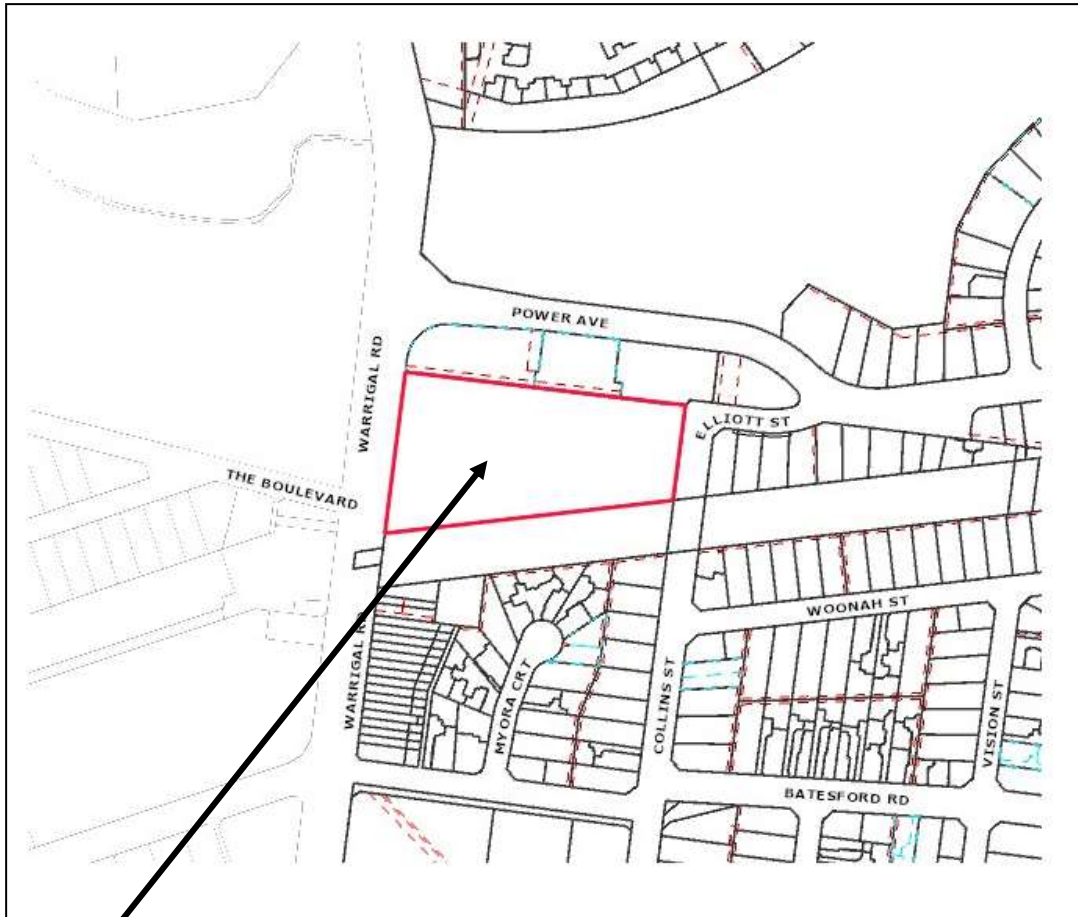 POWER AVE
WARRIGAL RD
ELLIOTT ST
THE BOULEVARD
WOONAH ST
WARRIGAL RD
MYORA CRT
COLLINS ST
VISION ST
BATESFORD RD